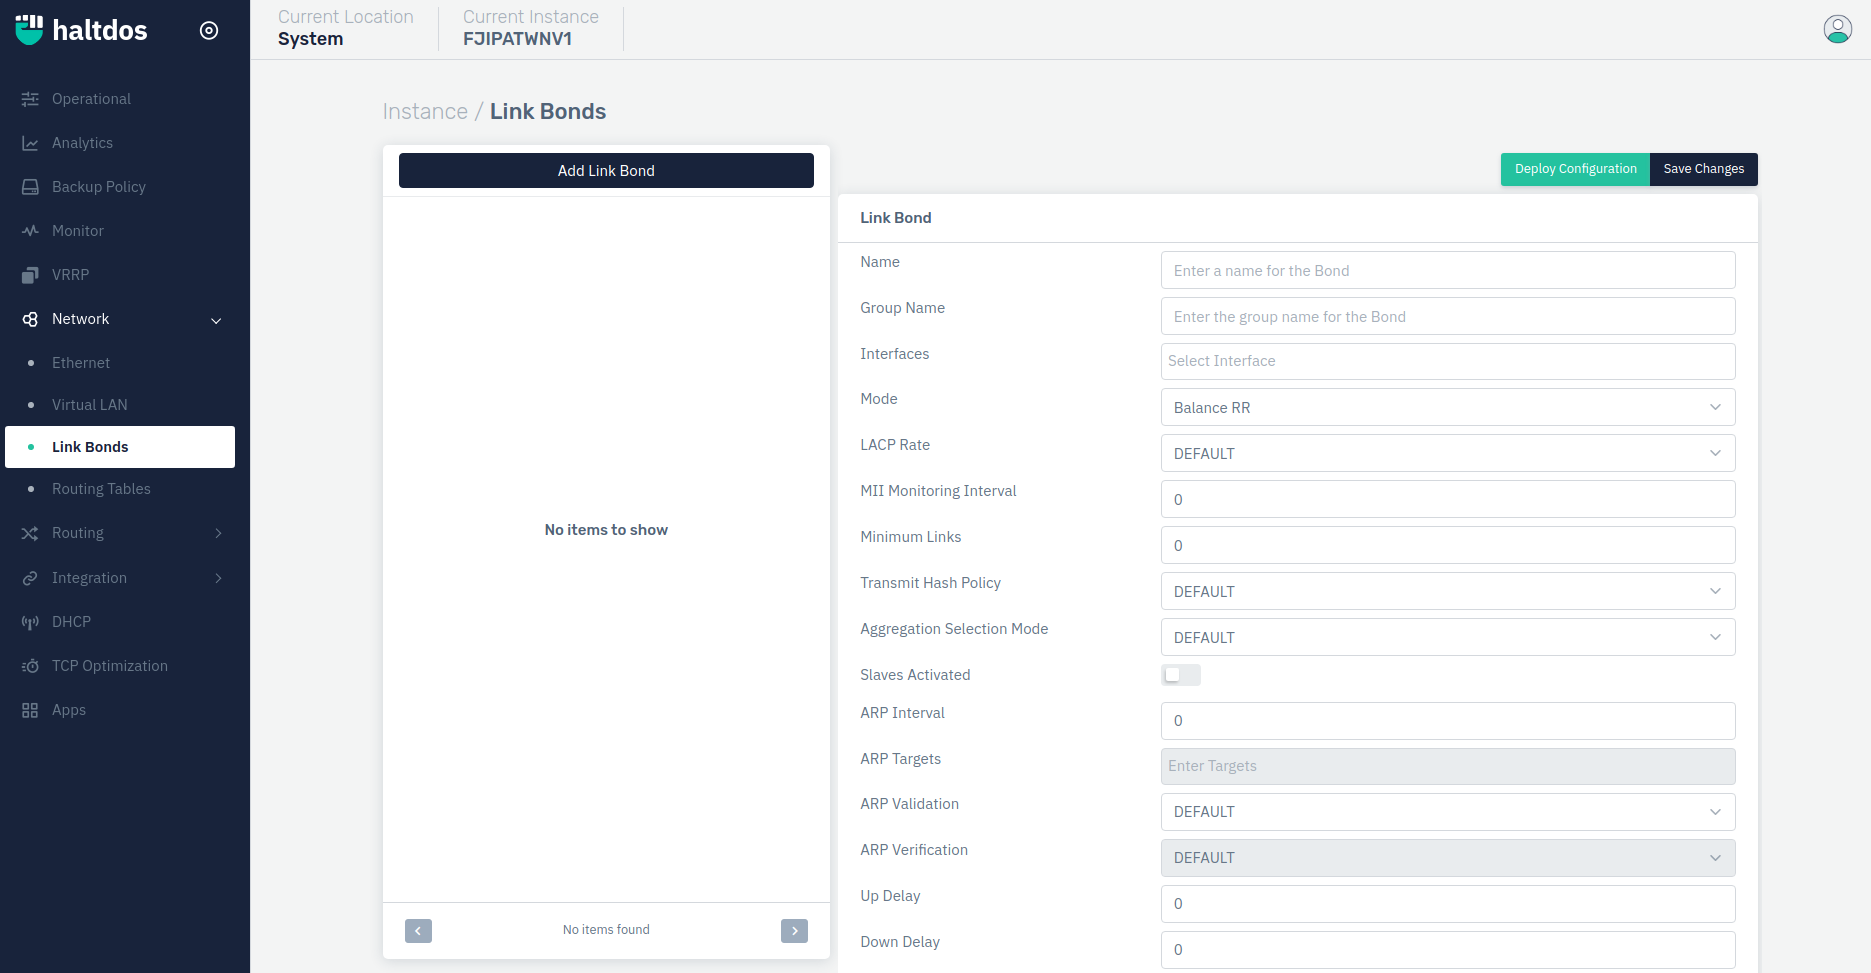 haltdos
Current Location
System
Current Instance
FJIPATWNV1
Operational
Analytics
Backup Policy
Monitor
VRRP
Network
Ethernet
Virtual LAN
Link Bonds
Routing Tables
Routing
Integration
DHCP
TCP Optimization
Apps
Instance / Link Bonds
Add Link Bond
No items to show
No items found
Deploy Configuration
Save Changes
Link Bond
Name
Enter a name for the Bond
Group Name
Enter the group name for the Bond
Interfaces
Select Interface
Mode
Balance RR
LACP Rate
DEFAULT
MII Monitoring Interval
0
Minimum Links
0
Transmit Hash Policy
DEFAULT
Aggregation Selection Mode
DEFAULT
Slaves Activated
ARP Interval
0
ARP Targets
Enter Targets
ARP Validation
DEFAULT
ARP Verification
DEFAULT
Up Delay
0
Down Delay
0